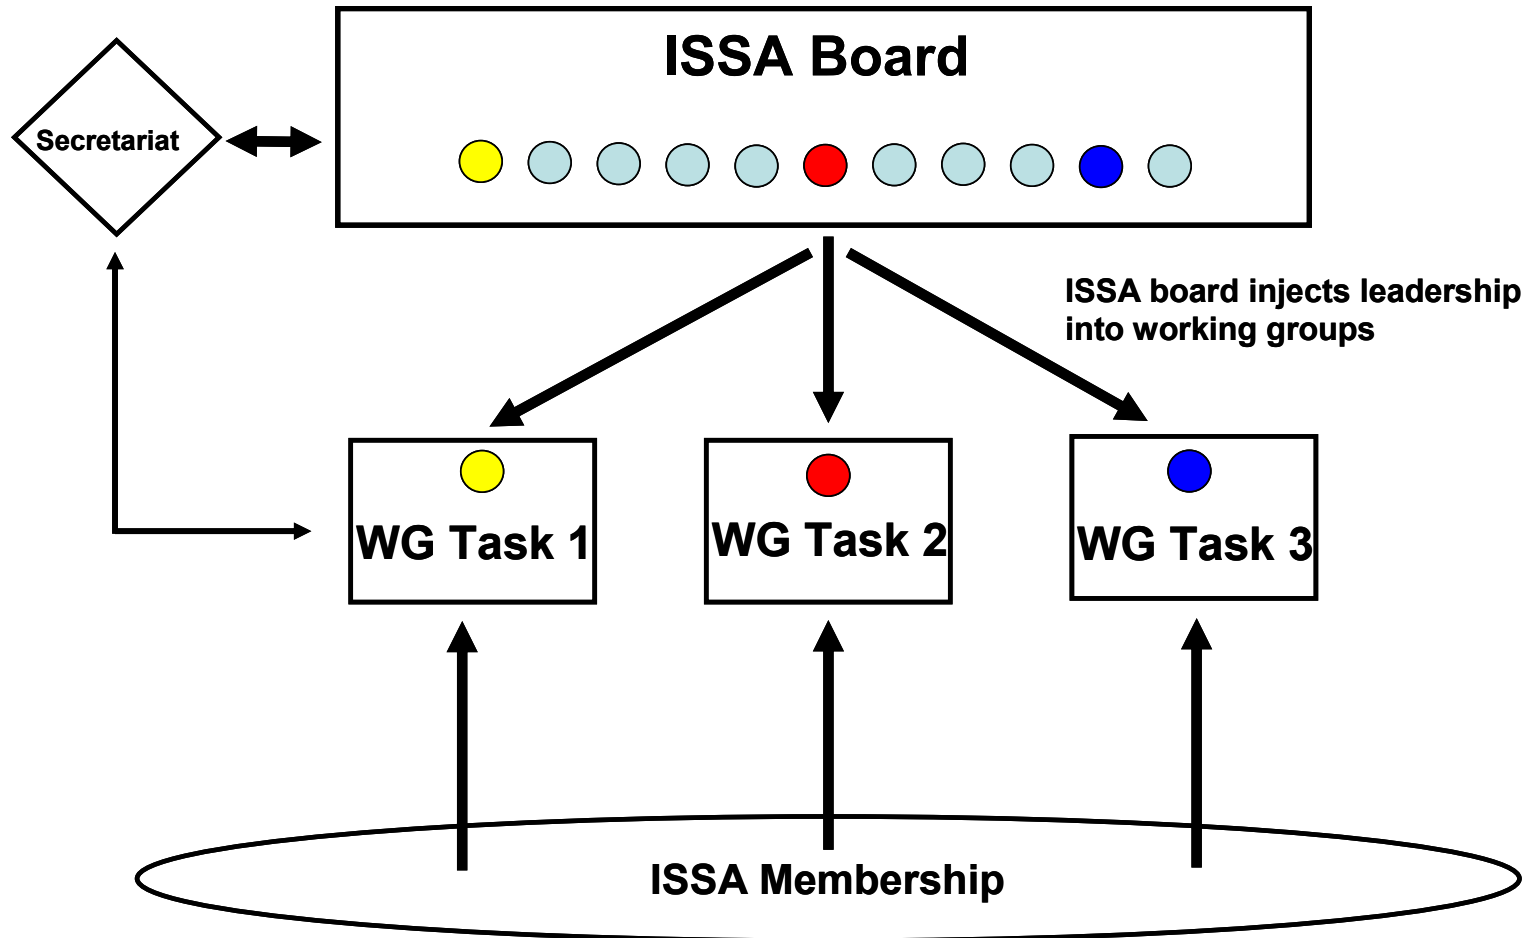 ISSA Board
Secretariat
ISSA board injects leadership
into working groups
WG Task 1
WG Task 2
WG Task 3
ISSA Membership